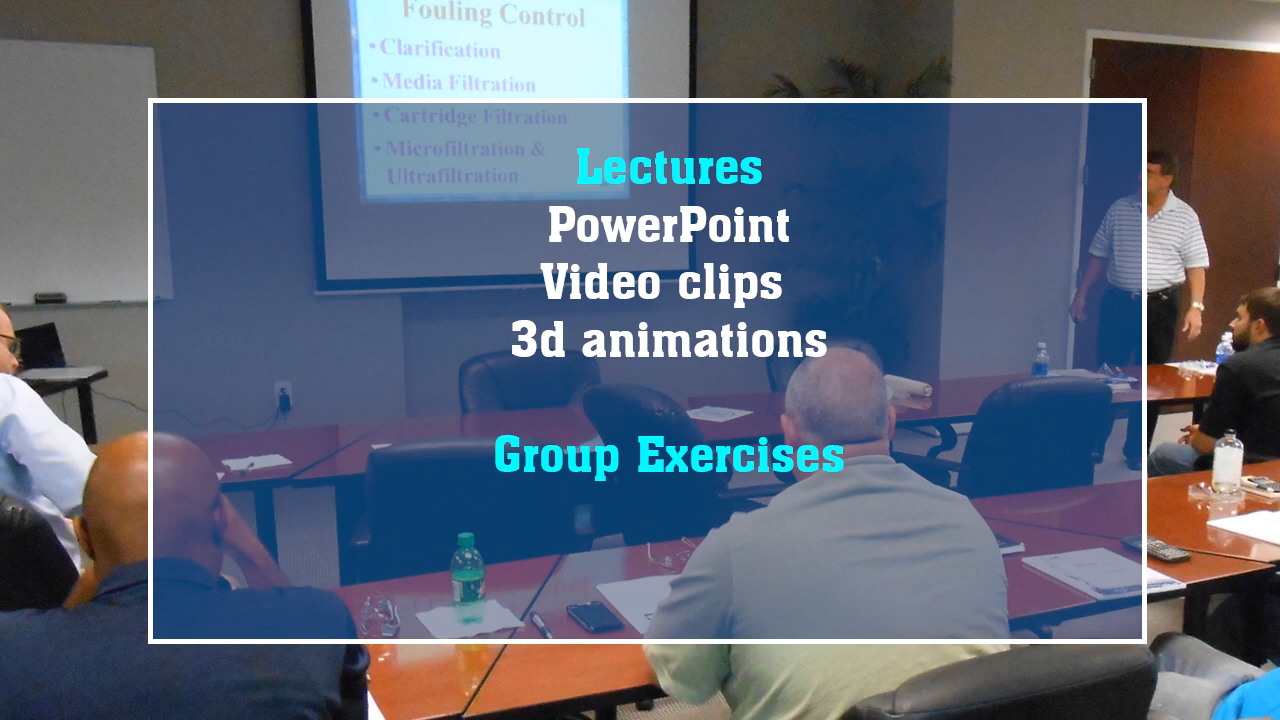 Fouling Control
• Clarification
• Media Filtration
• Cartridge Filtration
• Microfiltration &
Ultrafiltration
Lectures
PowerPoint
Video clips
3d animations
Group Exercises